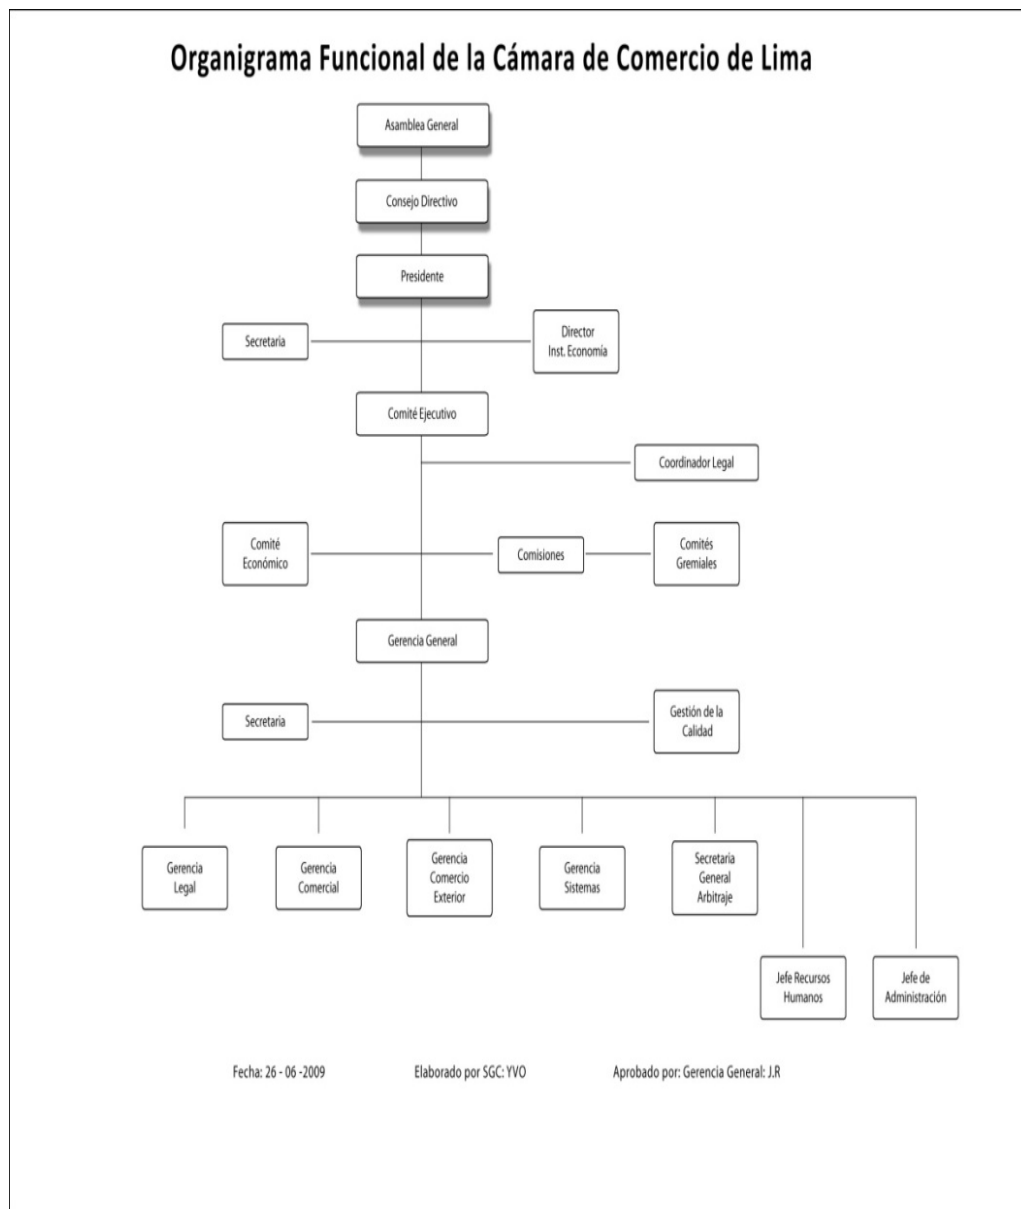 Organigrama Funcional de la Cámara de Comercio de Lima
Asamblea General
Consejo Directivo
Presidente
Secretaria
Director
Inst. Economía
Comité Ejecutivo
Coordinador Legal
Comité
Económico
Comisiones
Comités
Gremiales
Gerencia General
Secretaria
Gestión de la
Calidad
Gerencia
Legal
Gerencia
Comercial
Gerencia
Comercio
Exterior
Gerencia
Sistemas
Secretaria
General
Arbitraje
Jefe Recursos
Humanos
Jefe de
Administración
Fecha: 26 - 06 -2009
Elaborado por SGC: YVO
Aprobado por: Gerencia General: J.R